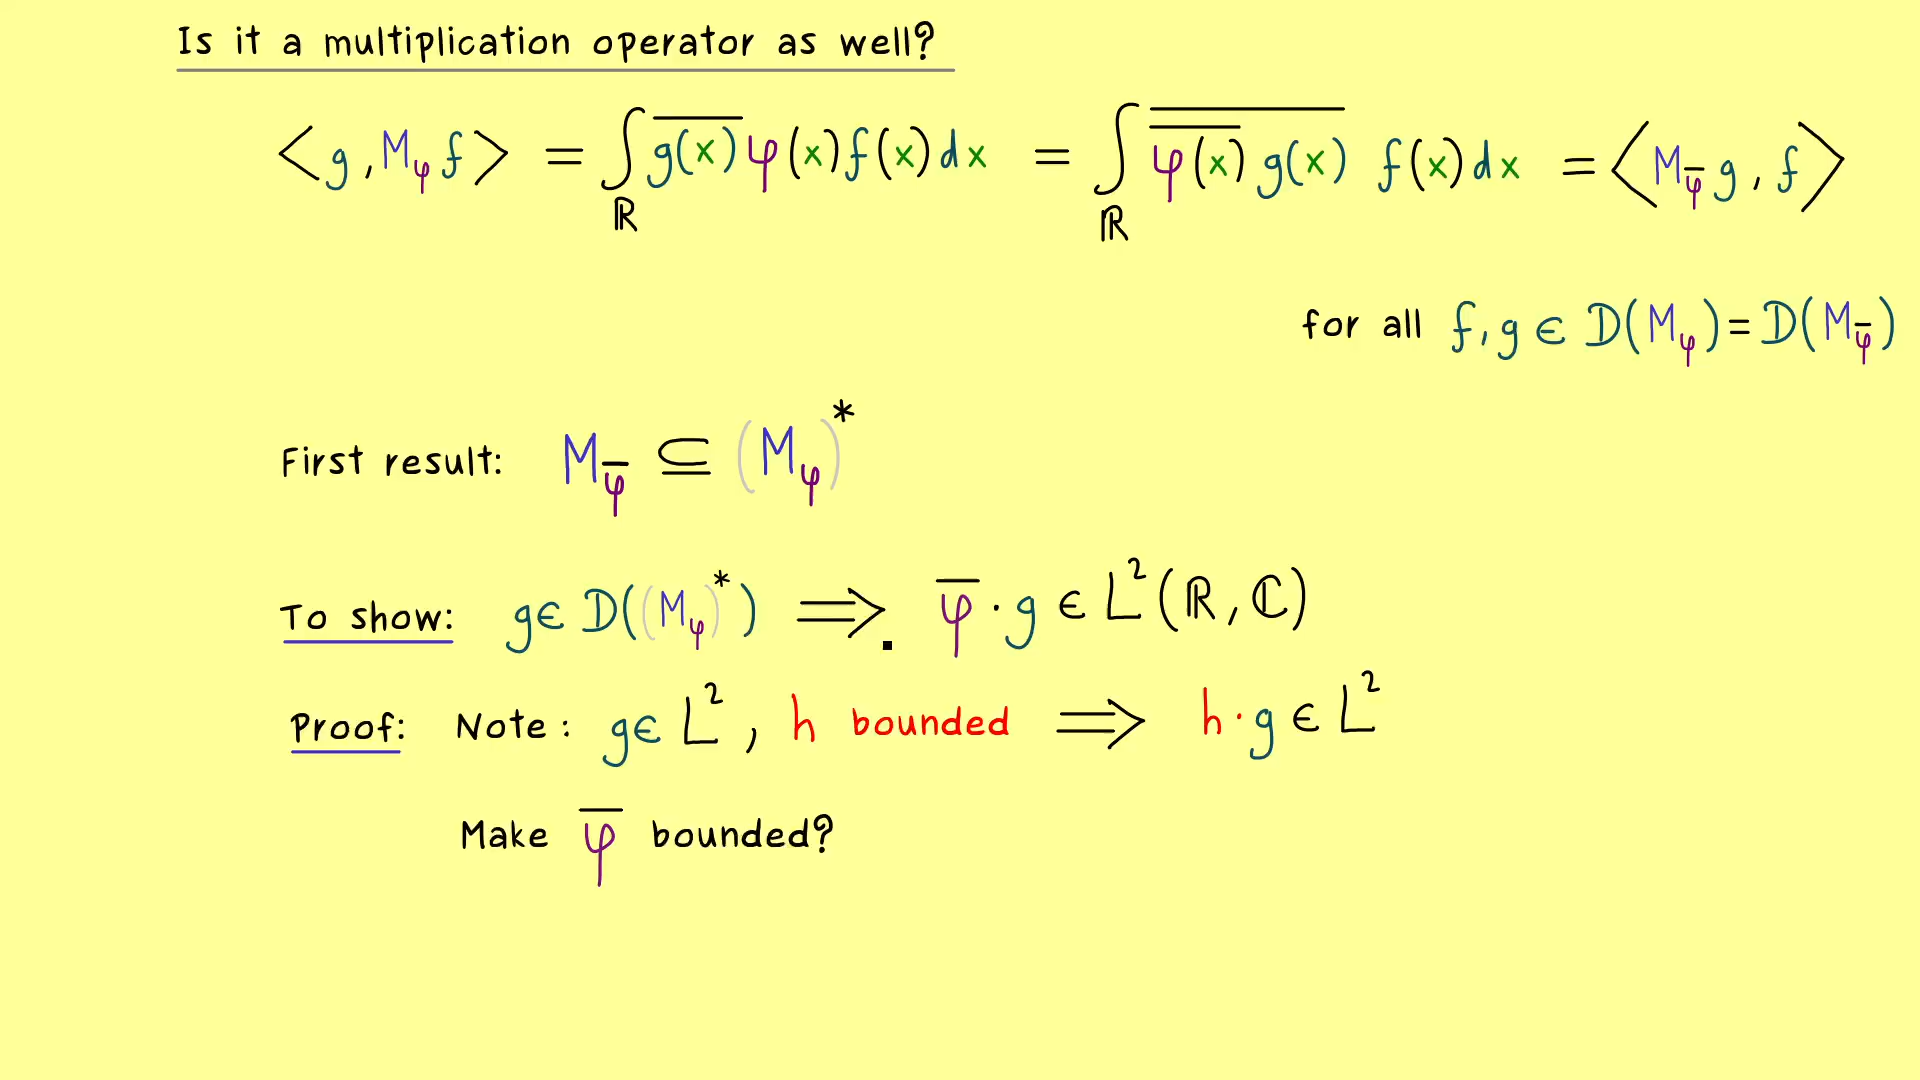 Is it a multiplication operator as well?
⟨g, M_φ f⟩ = ∫_ℝ \overline{g(x)} φ(x) f(x) dx = ∫_ℝ \overline{\overline{φ(x)} g(x)} f(x) dx = ⟨M_{\overline{φ}} g, f⟩
for all f, g ∈ D(M_φ) = D(M_{\overline{φ}})
First result: M_{\overline{φ}} ⊆ (M_φ)^*
To show: g ∈ D((M_φ)^*) ⟹ \overline{φ} · g ∈ L²(ℝ, ℂ)
Proof: Note: g ∈ L², h bounded ⟹ h · g ∈ L²
Make \overline{φ} bounded?